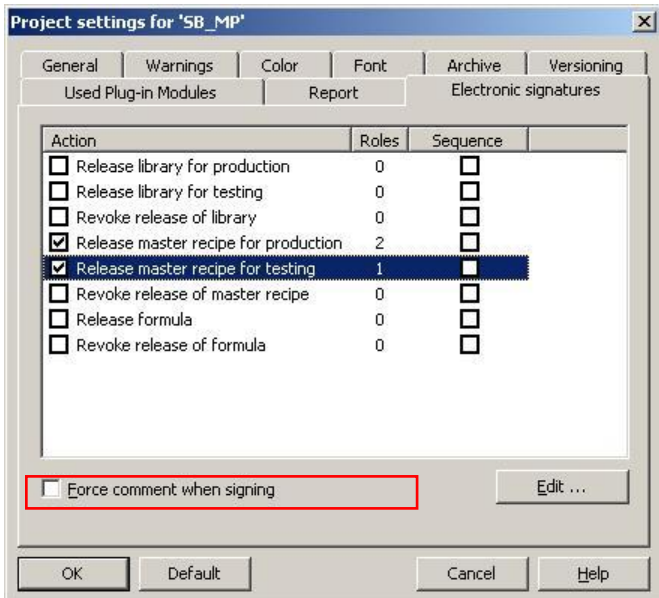 Project settings for 'SB_MP'
General Warnings Color Font Archive Versioning
Used Plug-in Modules Report Electronic signatures
Action Roles Sequence
Release library for production 0
Release library for testing 0
Revoke release of library 0
Release master recipe for production 2
Release master recipe for testing 1
Revoke release of master recipe 0
Release formula 0
Revoke release of formula 0
Force comment when signing Edit ...
OK Default Cancel Help